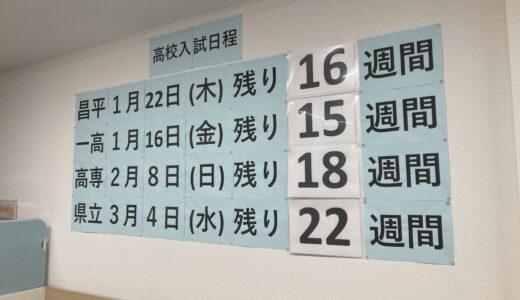 高校入試日程
昌平 1月 22日 (木) 残り 16 週間
一高 1月 16日 (金) 残り 15 週間
高専 2月 8日 (日) 残り 18 週間
県立 3月 4日 (水) 残り 22 週間